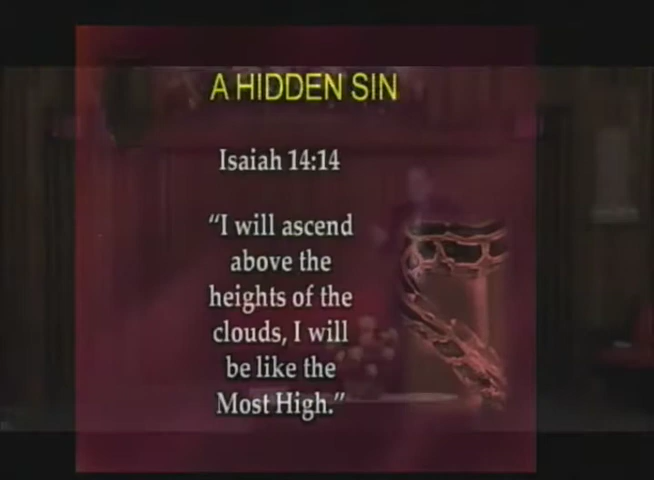 A HIDDEN SIN
Isaiah 14:14
“I will ascend
above the
heights of the
clouds, I will
be like the
Most High.”